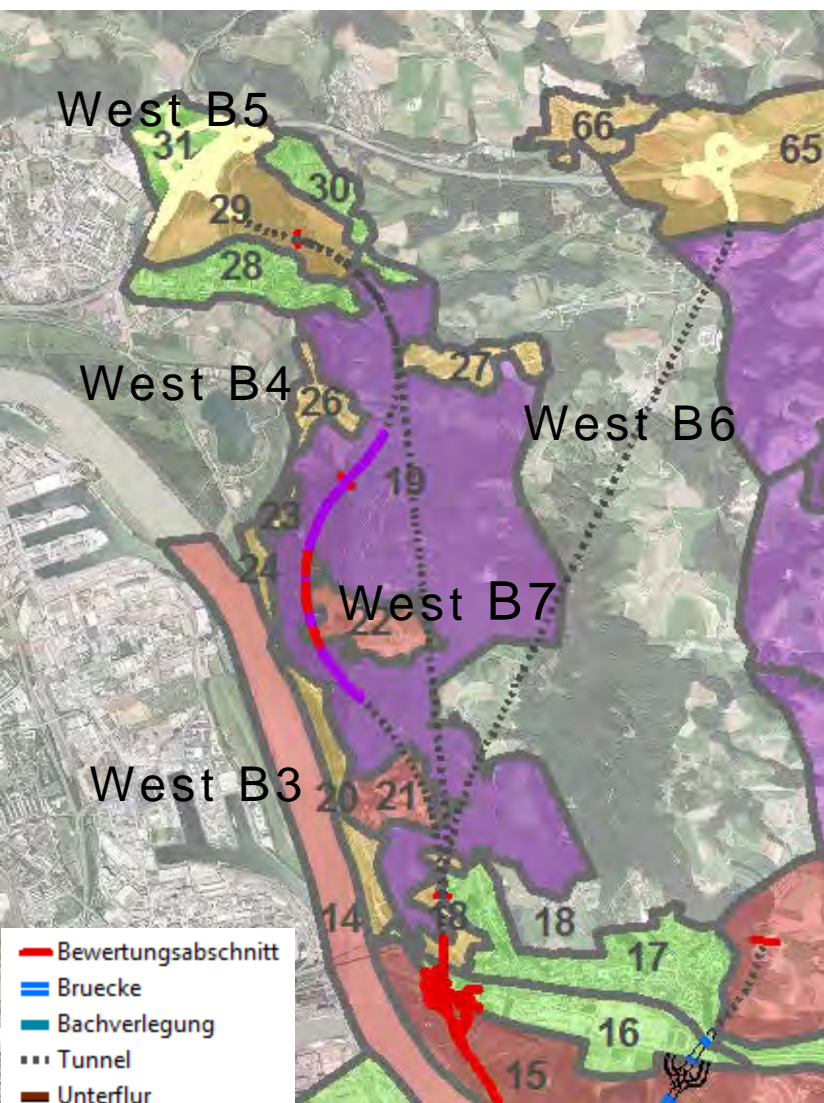 West B5
31
66
65
30
29
28
West B4
27
26
West B6
19
23
24
West B7
22
West B3
20
21
14
18
18
17
16
15
Bewertungsabschnitt
Bruecke
Bachverlegung
Tunnel
Unterflur